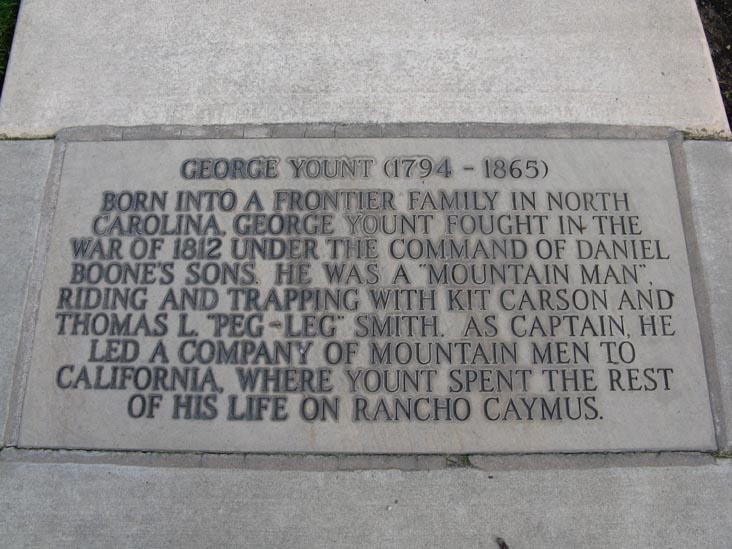 GEORGE YOUNT (1794 - 1865)
BORN INTO A FRONTIER FAMILY IN NORTH
CAROLINA, GEORGE YOUNT FOUGHT IN THE
WAR OF 1812 UNDER THE COMMAND OF DANIEL
BOONE'S SONS. HE WAS A "MOUNTAIN MAN",
RIDING AND TRAPPING WITH KIT CARSON AND
THOMAS L. "PEG-LEG" SMITH. AS CAPTAIN, HE
LED A COMPANY OF MOUNTAIN MEN TO
CALIFORNIA, WHERE YOUNT SPENT THE REST
OF HIS LIFE ON RANCHO CAYMUS.